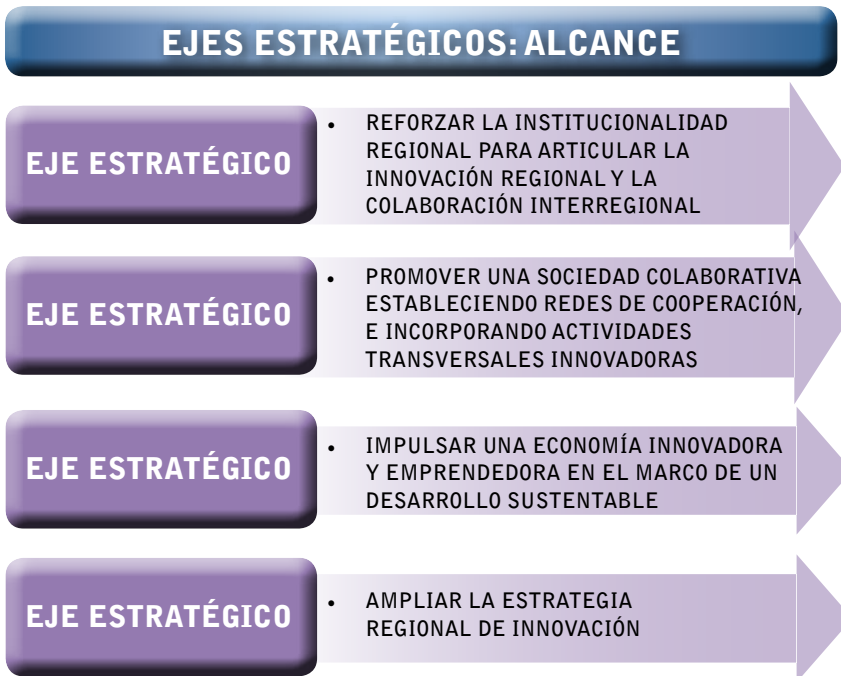 EJES ESTRATÉGICOS: ALCANCE
EJE ESTRATÉGICO
• REFORZAR LA INSTITUCIONALIDAD
REGIONAL PARA ARTICULAR LA
INNOVACIÓN REGIONAL Y LA
COLABORACIÓN INTERREGIONAL
EJE ESTRATÉGICO
• PROMOVER UNA SOCIEDAD COLABORATIVA
ESTABLECIENDO REDES DE COOPERACIÓN,
E INCORPORANDO ACTIVIDADES
TRANSVERSALES INNOVADORAS
EJE ESTRATÉGICO
• IMPULSAR UNA ECONOMÍA INNOVADORA
Y EMPRENDEDORA EN EL MARCO DE UN
DESARROLLO SUSTENTABLE
EJE ESTRATÉGICO
• AMPLIAR LA ESTRATEGIA
REGIONAL DE INNOVACIÓN